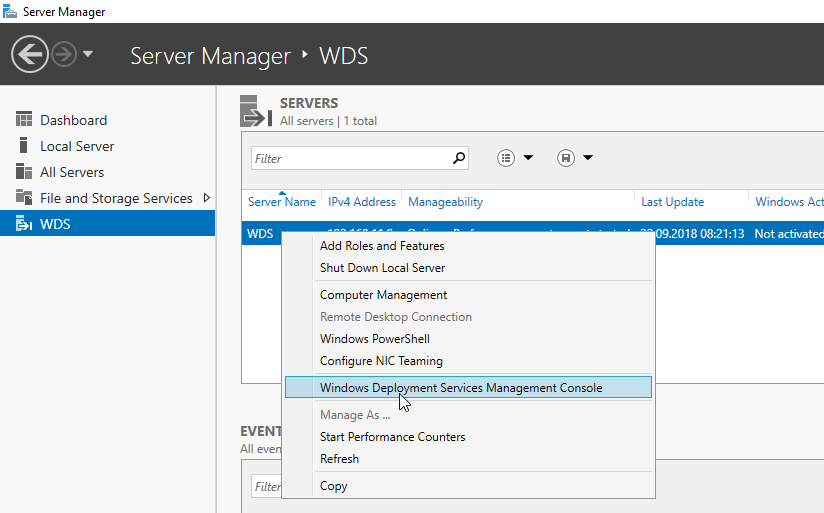 Server Manager
Server Manager ‣ WDS
Dashboard
Local Server
All Servers
File and Storage Services
WDS
SERVERS
All servers | 1 total
Filter
Server Name IPv4 Address Manageability Last Update Windows Act
WDS 09.2018 08:21:13 Not activated
Add Roles and Features
Shut Down Local Server
Computer Management
Remote Desktop Connection
Windows PowerShell
Configure NIC Teaming
Windows Deployment Services Management Console
Manage As ...
Start Performance Counters
Refresh
Copy
EVENT
All even
Filter